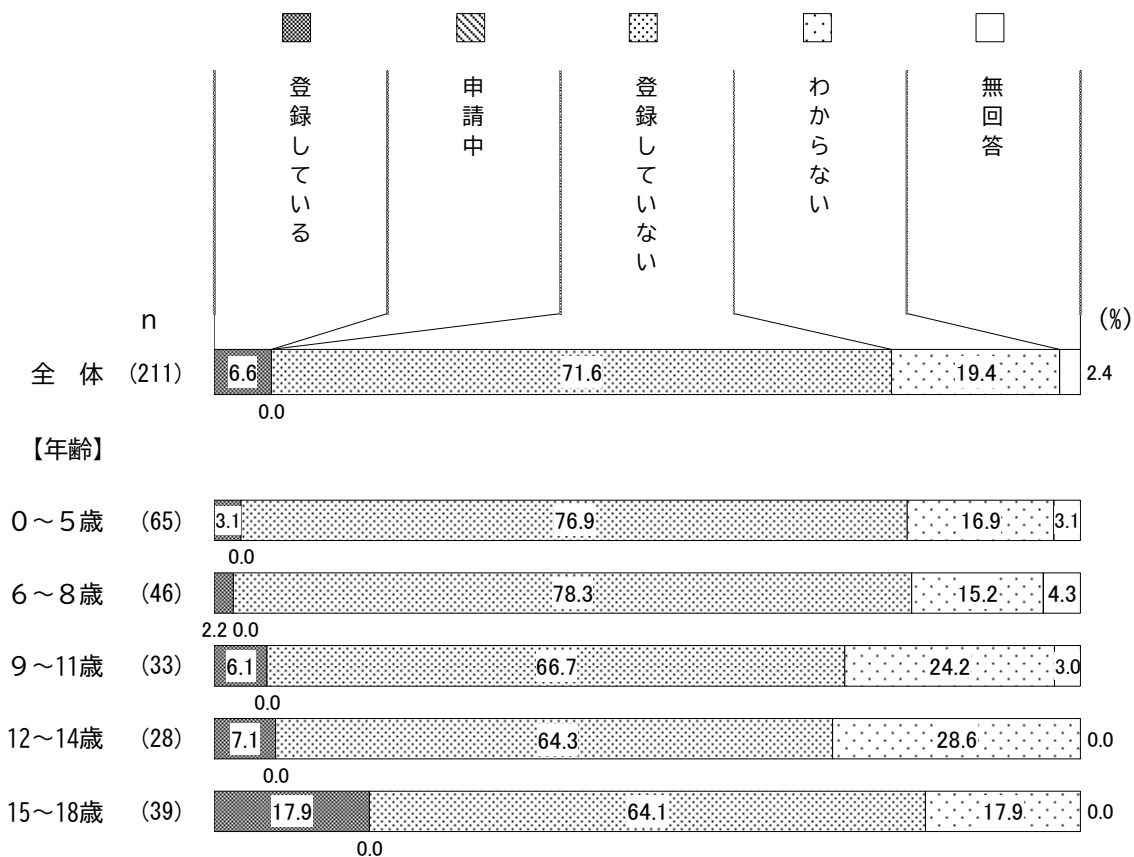 登録している
申請中
登録していない
わからない
無回答
n
(%)
全 体 (211) 6.6 71.6 19.4 2.4
0.0
【年齢】
0～5歳 (65) 3.1 76.9 16.9 3.1
0.0
6～8歳 (46) 78.3 15.2 4.3
2.2 0.0
9～11歳 (33) 6.1 66.7 24.2 3.0
0.0
12～14歳 (28) 7.1 64.3 28.6 0.0
0.0
15～18歳 (39) 17.9 64.1 17.9 0.0
0.0